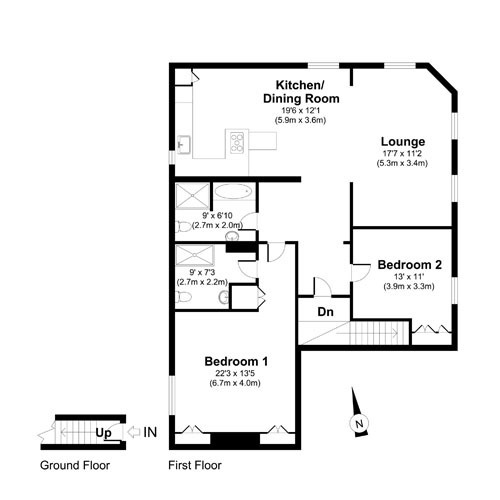 Kitchen/
Dining Room
19'6 x 12'1
(5.9m x 3.6m)
Lounge
17'7 x 11'2
(5.3m x 3.4m)
9' x 6'10
(2.7m x 2.0m)
9' x 7'3
(2.7m x 2.2m)
Bedroom 2
13' x 11'
(3.9m x 3.3m)
Dn
Bedroom 1
22'3 x 13'5
(6.7m x 4.0m)
N
Up
IN
Ground Floor
First Floor